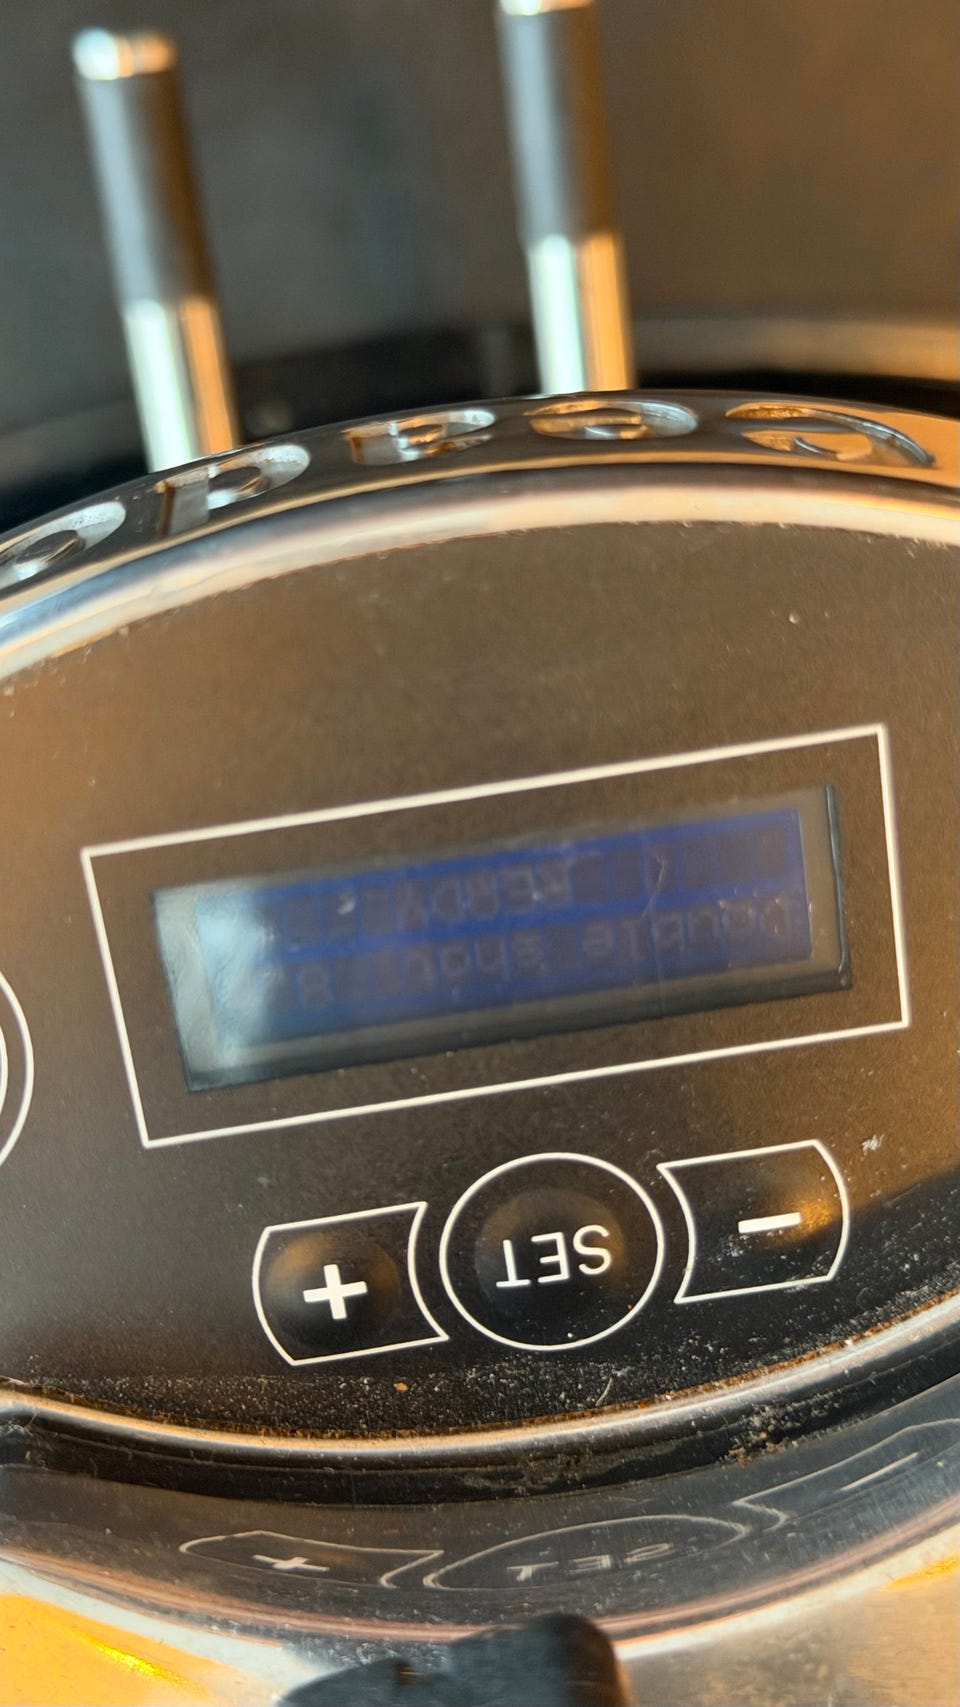 - SET +
Double shot
READY